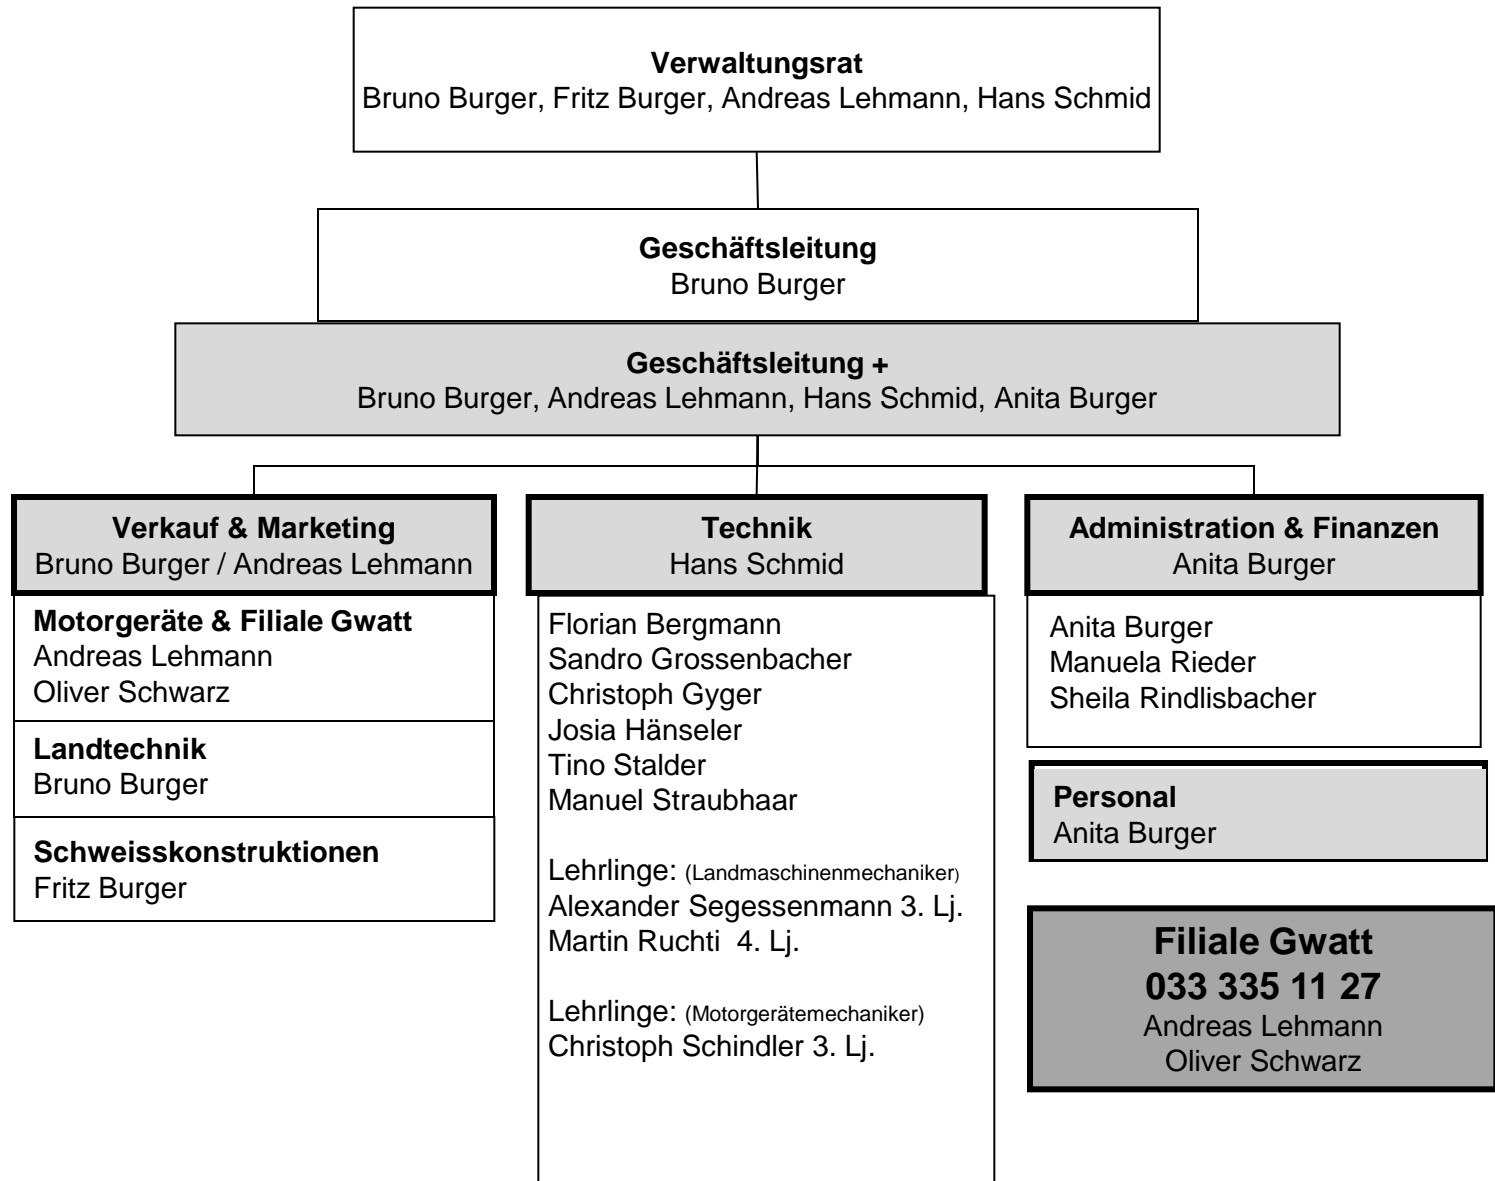 Verwaltungsrat
Bruno Burger, Fritz Burger, Andreas Lehmann, Hans Schmid
Geschäftsleitung
Bruno Burger
Geschäftsleitung +
Bruno Burger, Andreas Lehmann, Hans Schmid, Anita Burger
Verkauf & Marketing
Bruno Burger / Andreas Lehmann
Motorgeräte & Filiale Gwatt
Andreas Lehmann
Oliver Schwarz
Landtechnik
Bruno Burger
Schweisskonstruktionen
Fritz Burger
Technik
Hans Schmid
Florian Bergmann
Sandro Grossenbacher
Christoph Gyger
Josia Hänseler
Tino Stalder
Manuel Straubhaar
Lehrlinge: (Landmaschinenmechaniker)
Alexander Segessenmann 3. Lj.
Martin Ruchti 4. Lj.
Lehrlinge: (Motorgerätemechaniker)
Christoph Schindler 3. Lj.
Administration & Finanzen
Anita Burger
Anita Burger
Manuela Rieder
Sheila Rindlisbacher
Personal
Anita Burger
Filiale Gwatt
033 335 11 27
Andreas Lehmann
Oliver Schwarz